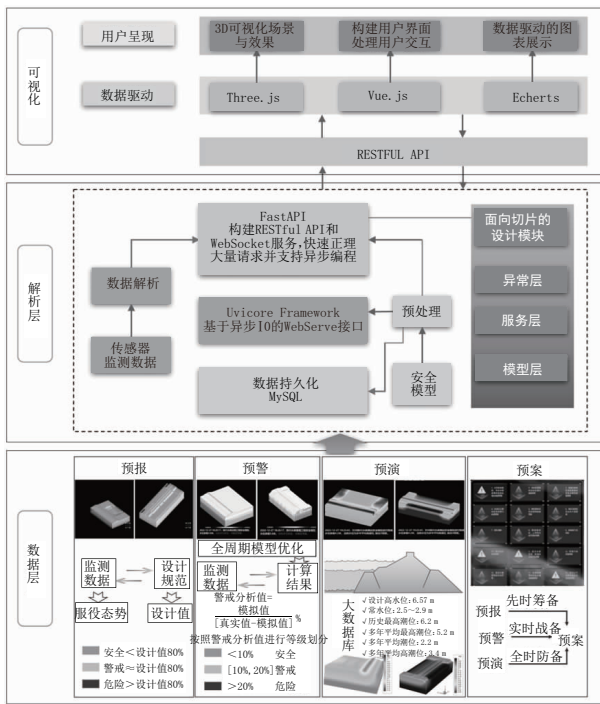 可视化
用户呈现
3D可视化场景
与效果
构建用户界面
处理用户交互
数据驱动的图
表展示
数据驱动
Three.js
Vue.js
Echerts
RESTFUL API
解析层
FastAPI
构建RESTful API和
WebSocket服务,快速正理
大量请求并支持异步编程
数据解析
传感器
监测数据
Uvicore Framework
基于异步IO的WebServe接口
数据持久化
MySQL
预处理
安全
模型
面向切片的
设计模块
异常层
服务层
模型层
数据层
预报
监测
数据
设计
规范
服役态势
设计值
安全<设计值80%
警戒≈设计值80%
危险>设计值80%
预警
全周期模型优化
监测
数据
计算
结果
警戒分析值=
模拟值
[真实值-模拟值]%
按照警戒分析值进行等级划分
<10% 安全
[10%,20%]警戒
>20% 危险
预演
大数据库
√设计高水位:6.57 m
√常水位:2.5~2.9 m
√历史最高潮位:6.2 m
√多年平均最高潮位:5.2 m
√多年平均潮位:2.2 m
√多年平均高潮位:3.4 m
预案
预报
先时筹备
预警
实时战备
预案
预演
全时防备